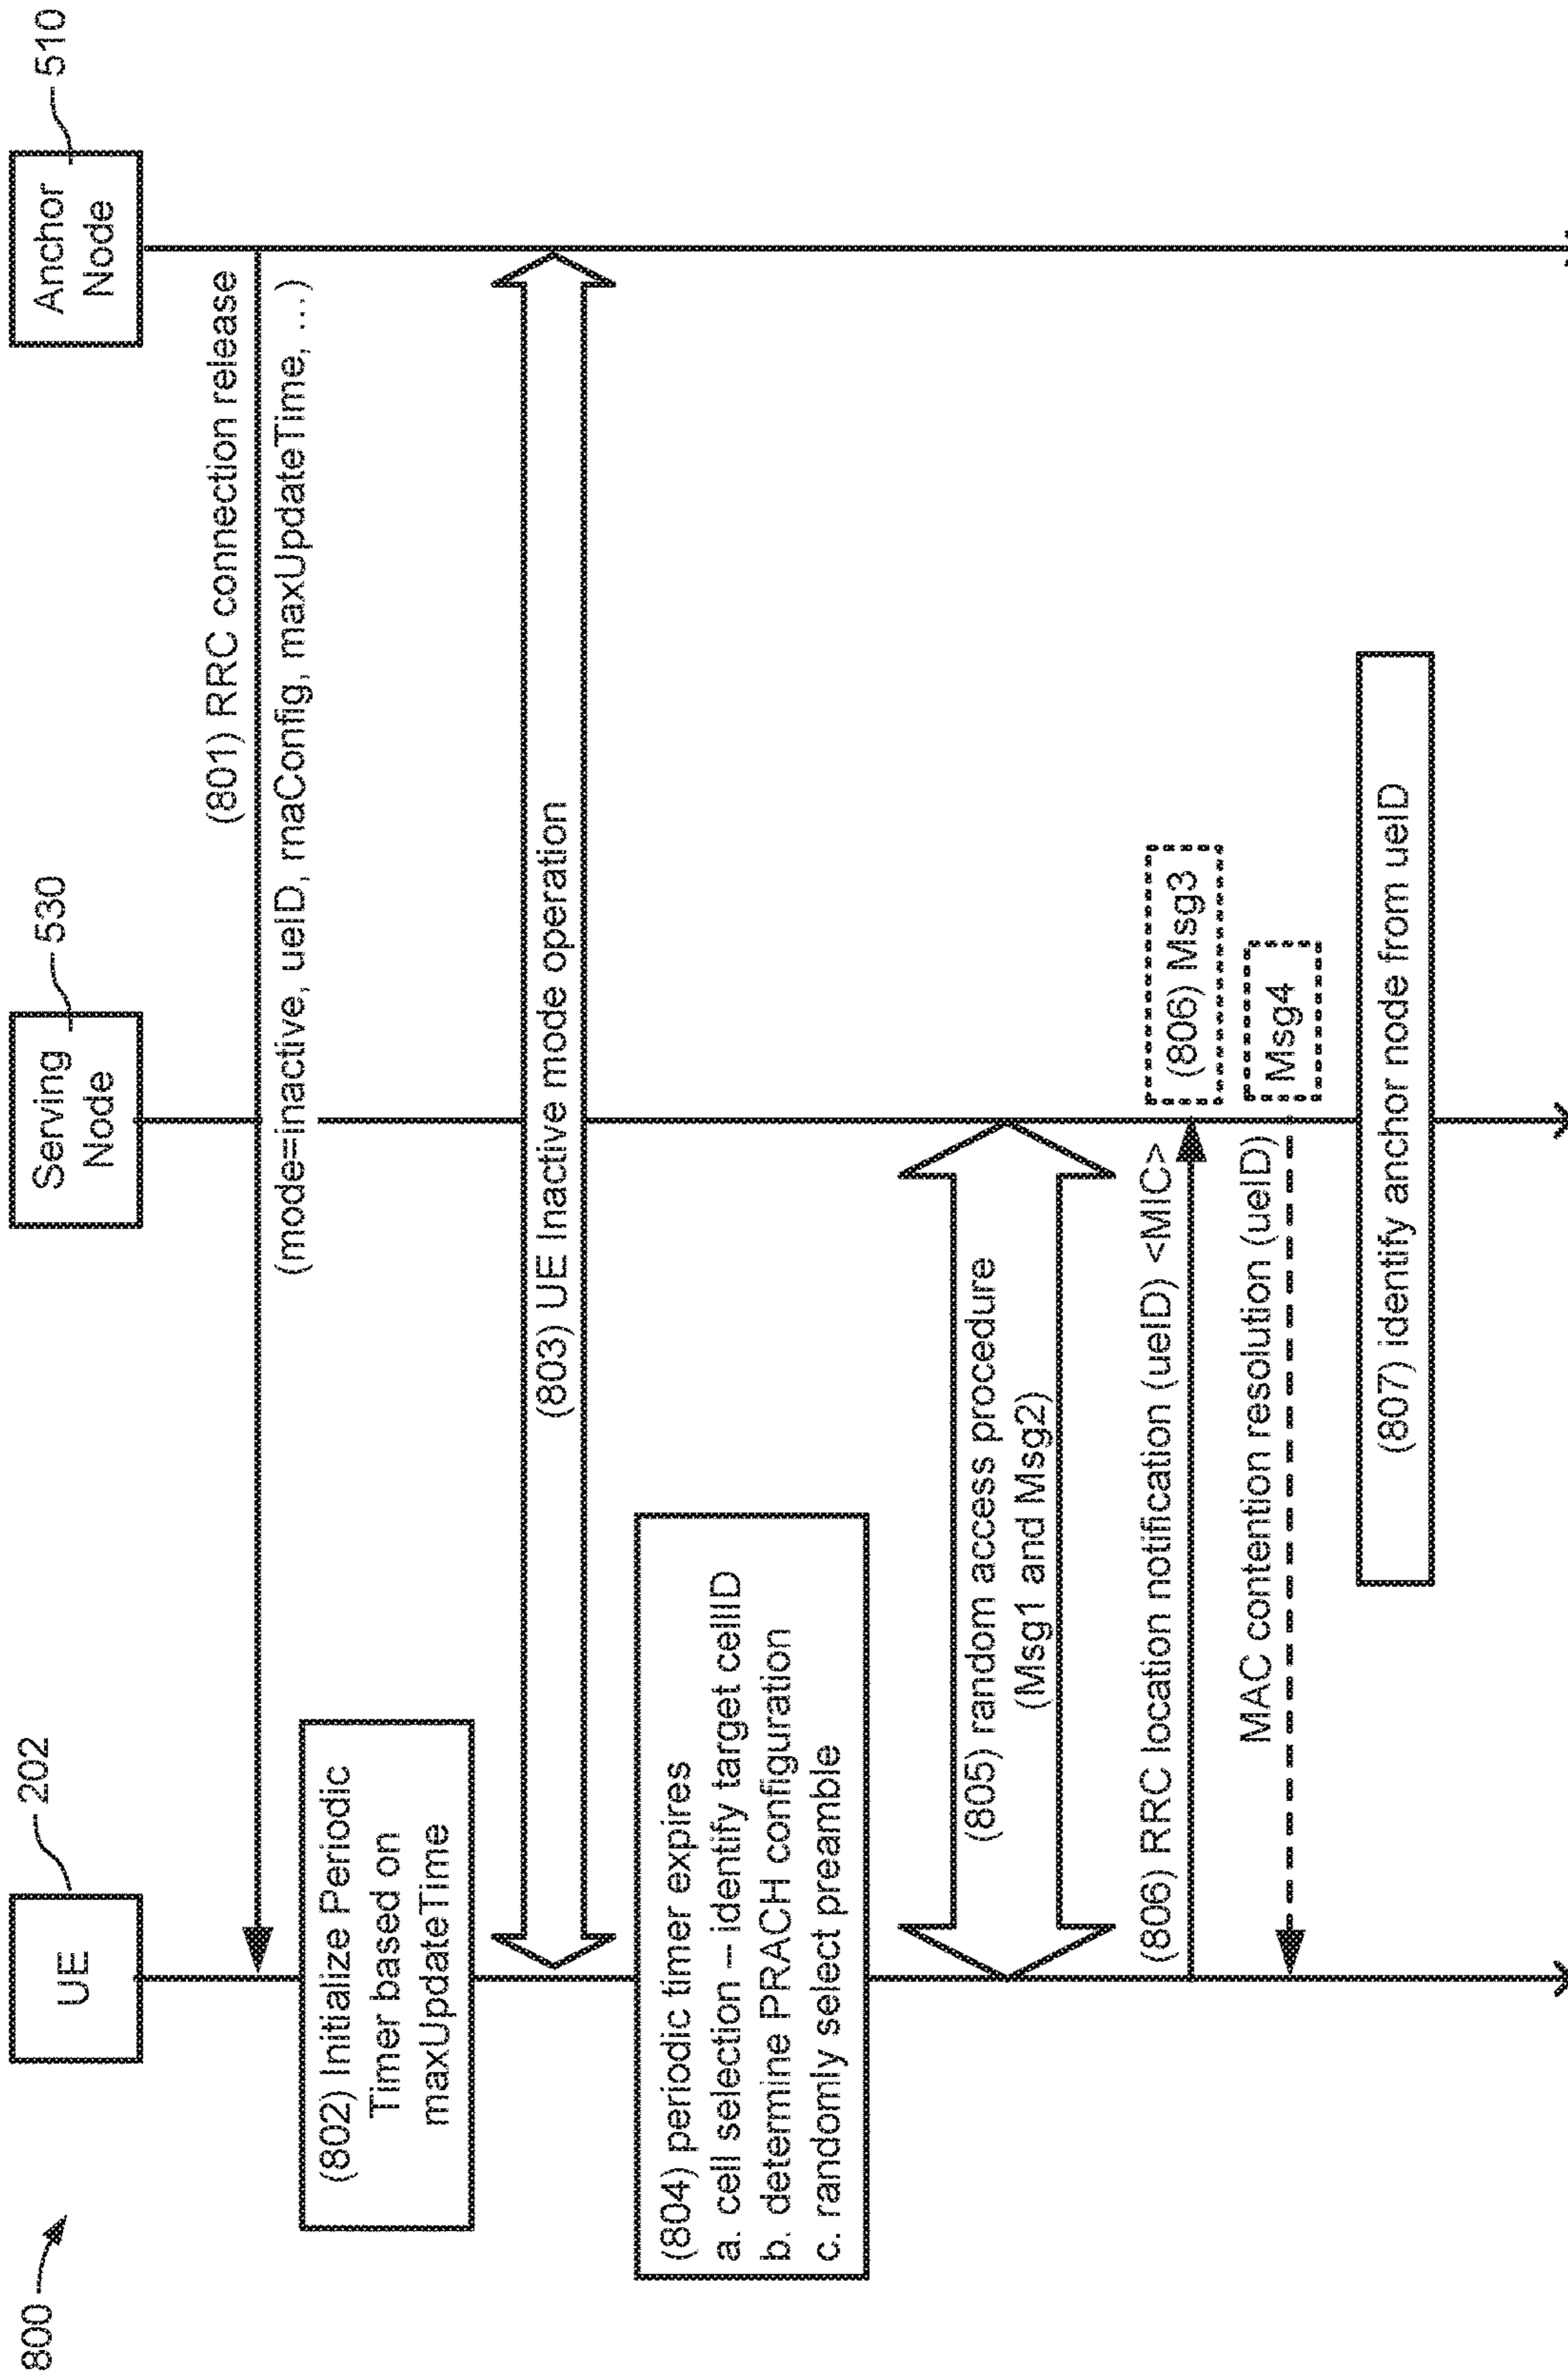 800
UE
202
Serving
Node
530
Anchor
Node
510
(801) RRC connection release
(mode=inactive, ueID, rnaConfig, maxUpdateTime, ...)
(802) Initialize Periodic
Timer based on
maxUpdateTime
(803) UE Inactive mode operation
(804) periodic timer expires
a. cell selection – identify target cellID
b. determine PRACH configuration
c. randomly select preamble
(805) random access procedure
(Msg1 and Msg2)
(806) RRC location notification (ueID) <MIC>
(806) Msg3
MAC contention resolution (ueID)
Msg4
(807) identify anchor node from ueID